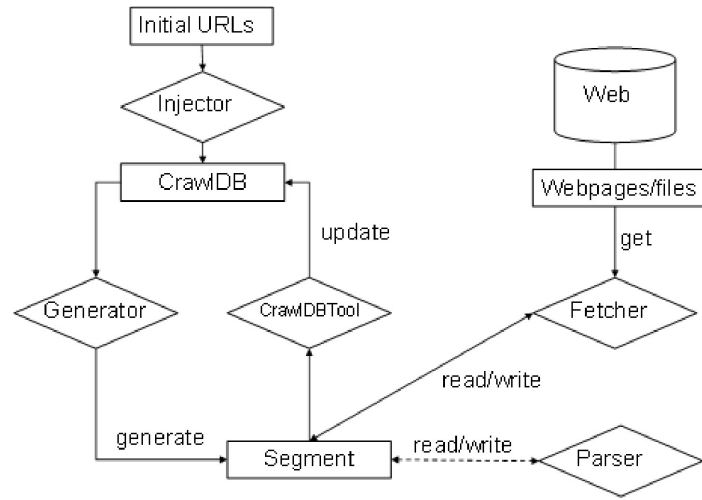 Initial URLs
Injector
Web
CrawlDB
Webpages/files
update
get
Generator
CrawlDBTool
Fetcher
read/write
generate
Segment
read/write
Parser